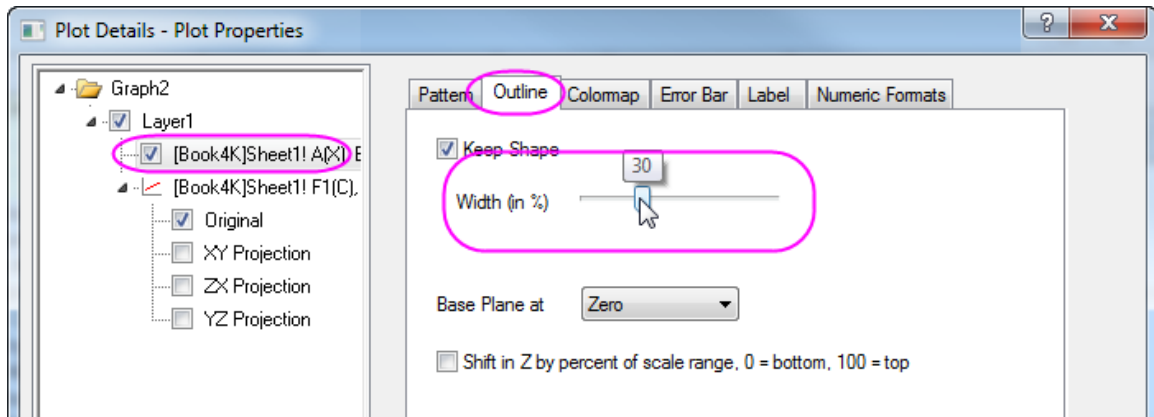 Plot Details - Plot Properties
?
X
Graph2
Layer1
[Book4K]Sheet1! A(X), E
[Book4K]Sheet1! F1(C),
Original
XY Projection
ZX Projection
YZ Projection
Pattern Outline Colormap Error Bar Label Numeric Formats
Keep Shape
30
Width (in %)
Base Plane at Zero
Shift in Z by percent of scale range, 0 = bottom, 100 = top